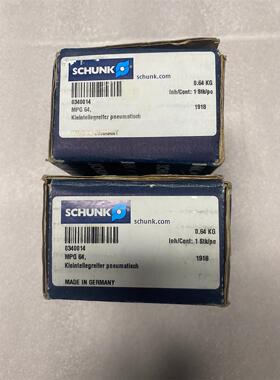 SCHUNK
schunk.com
0.64 KG
0340014
Inh/Cont: 1 Stk/pc
MPG 64,
1918
Kleinteilegreifer pneumatisch
SCHUNK
schunk.com
0.64 KG
0340014
Inh/Cont: 1 Stk/pc
MPG 64,
1918
Kleinteilegreifer pneumatisch
MADE IN GERMANY